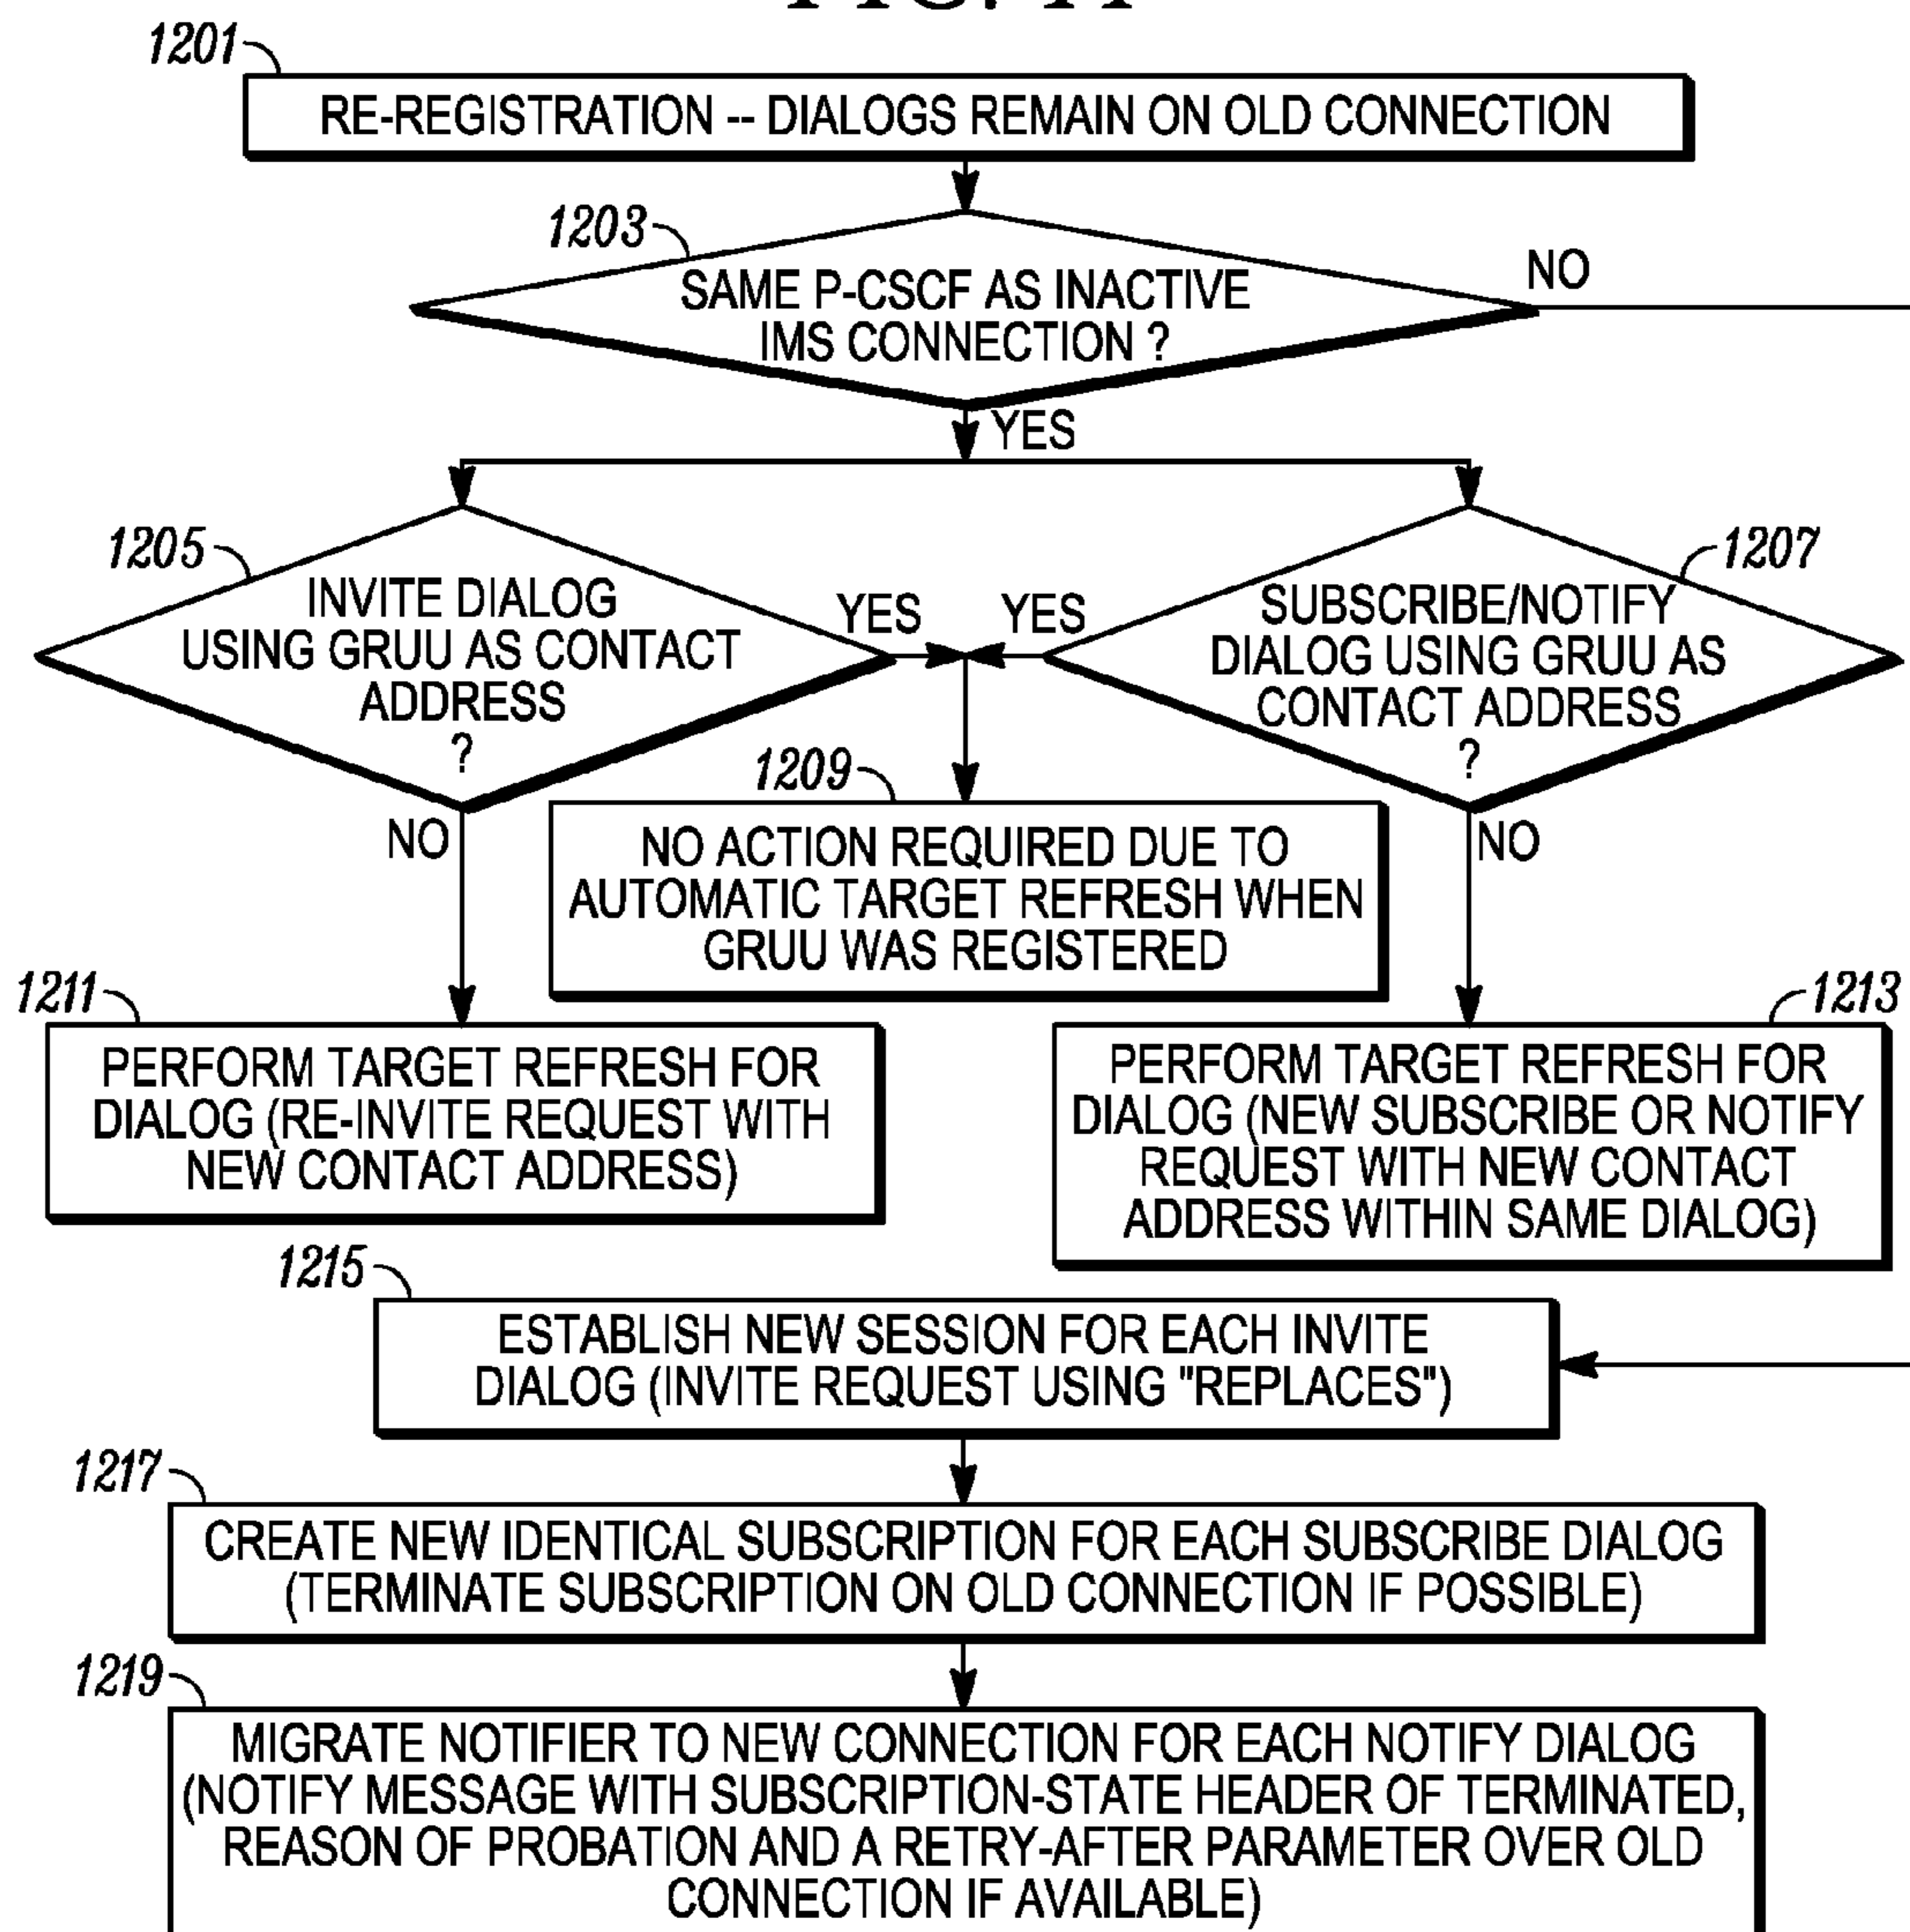 1201
RE-REGISTRATION -- DIALOGS REMAIN ON OLD CONNECTION
1203
SAME P-CSCF AS INACTIVE
IMS CONNECTION ?
NO
YES
1205
INVITE DIALOG
USING GRUU AS CONTACT
ADDRESS
?
YES
YES
1207
SUBSCRIBE/NOTIFY
DIALOG USING GRUU AS
CONTACT ADDRESS
?
1209
NO ACTION REQUIRED DUE TO
AUTOMATIC TARGET REFRESH WHEN
GRUU WAS REGISTERED
NO
NO
1211
PERFORM TARGET REFRESH FOR
DIALOG (RE-INVITE REQUEST WITH
NEW CONTACT ADDRESS)
1213
PERFORM TARGET REFRESH FOR
DIALOG (NEW SUBSCRIBE OR NOTIFY
REQUEST WITH NEW CONTACT
ADDRESS WITHIN SAME DIALOG)
1215
ESTABLISH NEW SESSION FOR EACH INVITE
DIALOG (INVITE REQUEST USING "REPLACES")
1217
CREATE NEW IDENTICAL SUBSCRIPTION FOR EACH SUBSCRIBE DIALOG
(TERMINATE SUBSCRIPTION ON OLD CONNECTION IF POSSIBLE)
1219
MIGRATE NOTIFIER TO NEW CONNECTION FOR EACH NOTIFY DIALOG
(NOTIFY MESSAGE WITH SUBSCRIPTION-STATE HEADER OF TERMINATED,
REASON OF PROBATION AND A RETRY-AFTER PARAMETER OVER OLD
CONNECTION IF AVAILABLE)